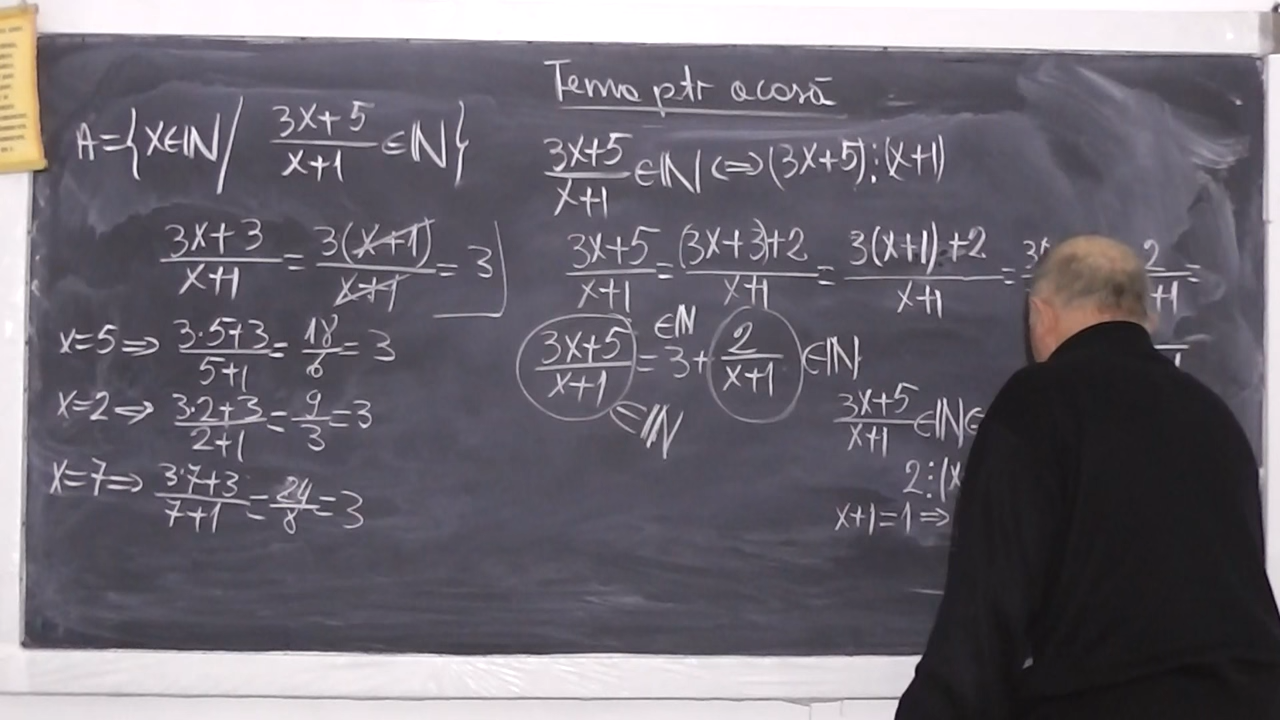 Tema ptr acasă
A={x∈ℕ/ (3x+5)/(x+1) ∈ℕ}
(3x+3)/(x+1) = 3(x+1)/(x+1) = 3
x=5 ⇒ (3·5+3)/(5+1) = 18/6 = 3
x=2 ⇒ (3·2+3)/(2+1) = 9/3 = 3
x=7 ⇒ (3·7+3)/(7+1) = 24/8 = 3
(3x+5)/(x+1) ∈ℕ ⇔ (3x+5)⋮(x+1)
(3x+5)/(x+1) = ((3x+3)+2)/(x+1) = (3(x+1)+2)/(x+1) =
(3x+5)/(x+1) = 3 + 2/(x+1) ∈ℕ
∈ℕ
∈ℕ
(3x+5)/(x+1) ∈ℕ
2⋮(x
x+1=1 ⇒